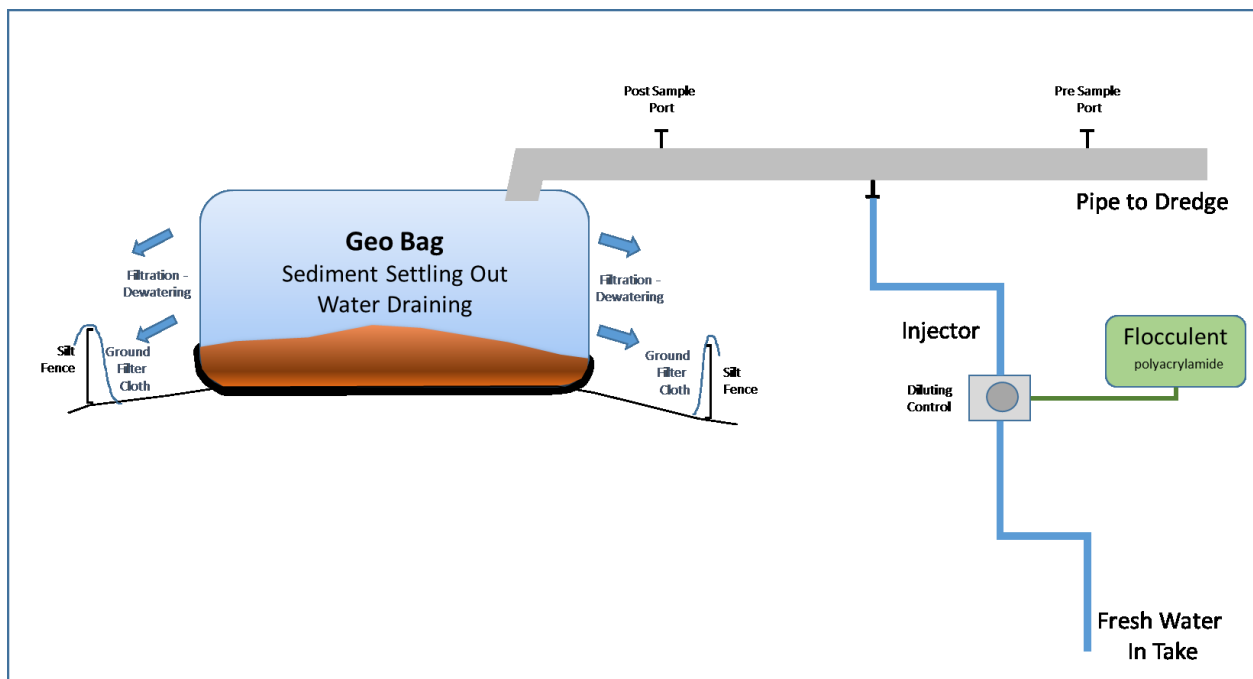 Post Sample
Port
Pre Sample
Port
Pipe to Dredge
Geo Bag
Sediment Settling Out
Water Draining
Filtration -
Dewatering
Filtration -
Dewatering
Silt
Fence
Ground
Filter
Cloth
Ground
Filter
Cloth
Silt
Fence
Injector
Flocculent
polyacrylamide
Diluting
Control
Fresh Water
In Take